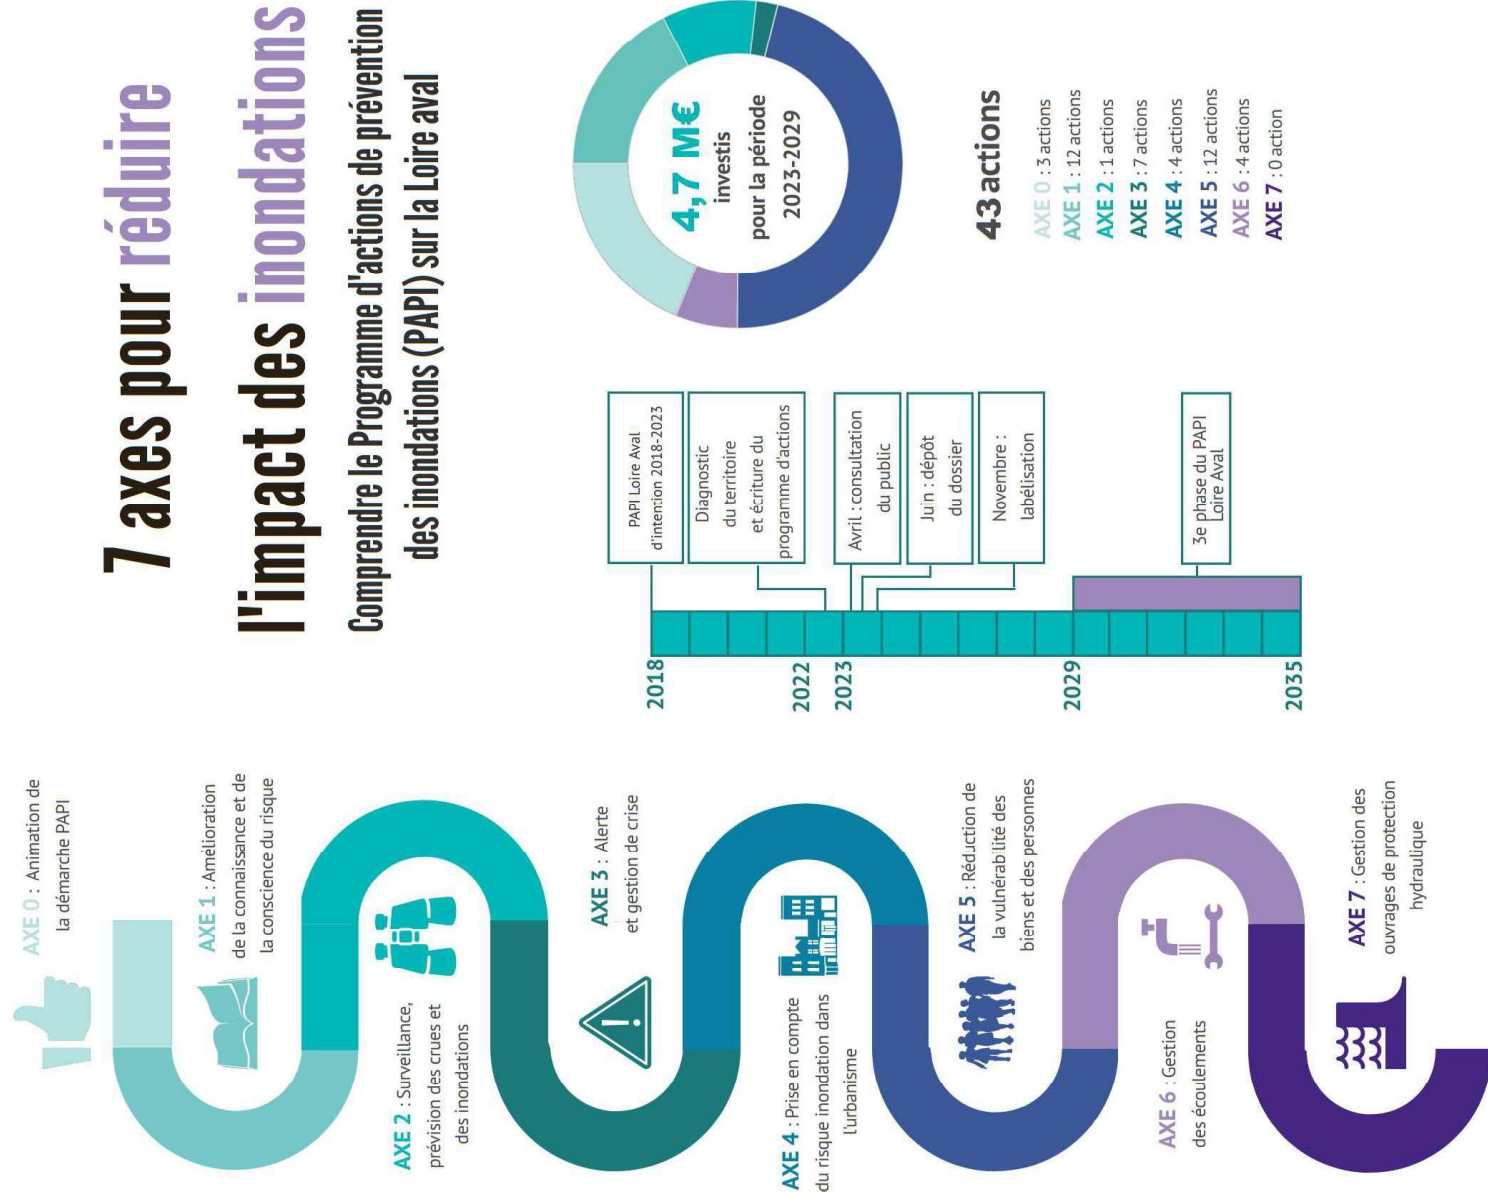 7 axes pour réduire
l'impact des inondations
Comprendre le Programme d'actions de prévention
des inondations (PAPI) sur la Loire aval
AXE 0 : Animation de
la démarche PAPI
AXE 1 : Amélioration
de la connaissance et de
la conscience du risque
AXE 2 : Surveillance,
prévision des crues et
des inondations
AXE 3 : Alerte
et gestion de crise
AXE 4 : Prise en compte
du risque inondation dans
l'urbanisme
AXE 5 : Réduction de
la vulnérabilité des
biens et des personnes
AXE 6 : Gestion
des écoulements
AXE 7 : Gestion des
ouvrages de protection
hydraulique
2018
2022
2023
2029
2035
PAPI Loire Aval
d'intention 2018-2023
Diagnostic
du territoire
et écriture du
programme d'actions
Avril : consultation
du public
Juin : dépôt
du dossier
Novembre :
labélisation
3e phase du PAPI
Loire Aval
4,7 M€
investis
pour la période
2023-2029
43 actions
AXE 0 : 3 actions
AXE 1 : 12 actions
AXE 2 : 1 actions
AXE 3 : 7 actions
AXE 4 : 4 actions
AXE 5 : 12 actions
AXE 6 : 4 actions
AXE 7 : 0 action